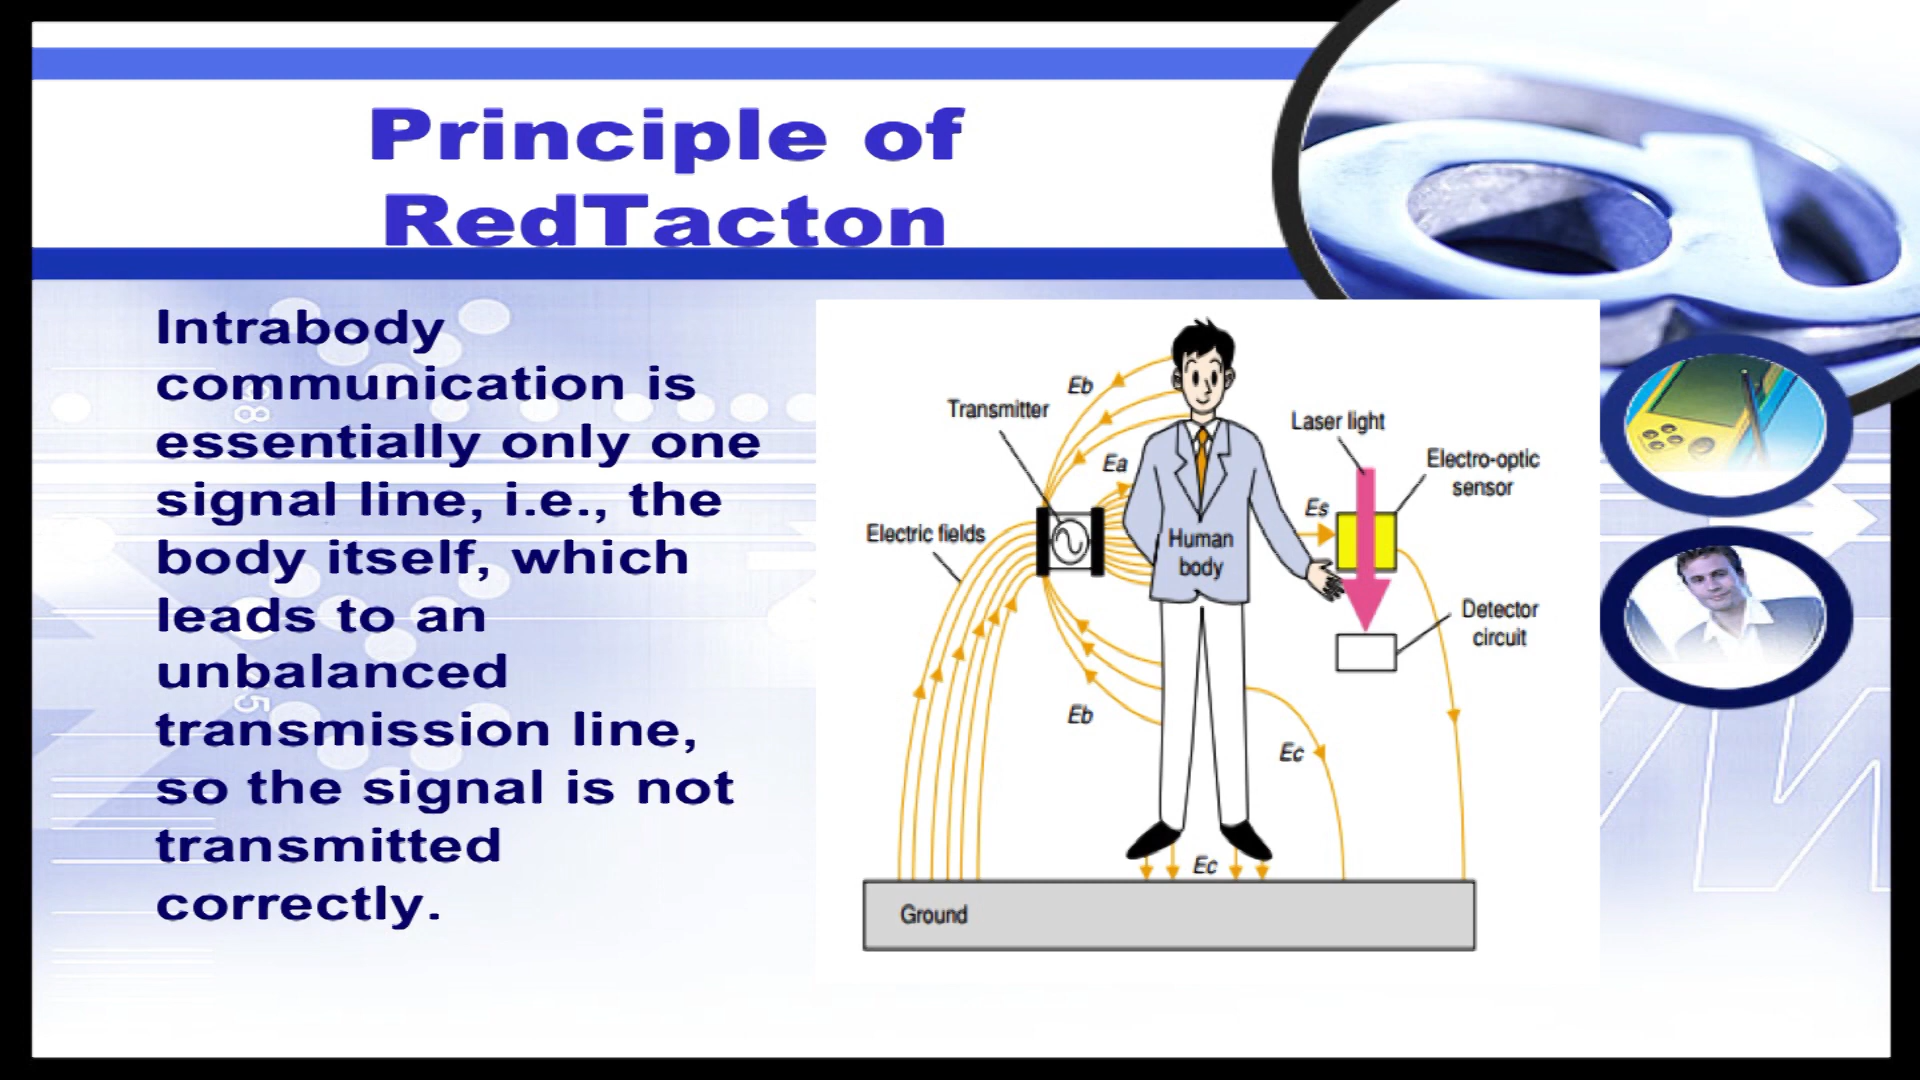 Principle of
RedTacton
Intrabody
communication is
essentially only one
signal line, i.e., the
body itself, which
leads to an
unbalanced
transmission line,
so the signal is not
transmitted
correctly.
Eb
Transmitter
Laser light
Ea
Electro-optic
sensor
Es
Electric fields
Human
body
Detector
circuit
Eb
Ec
Ec
Ground